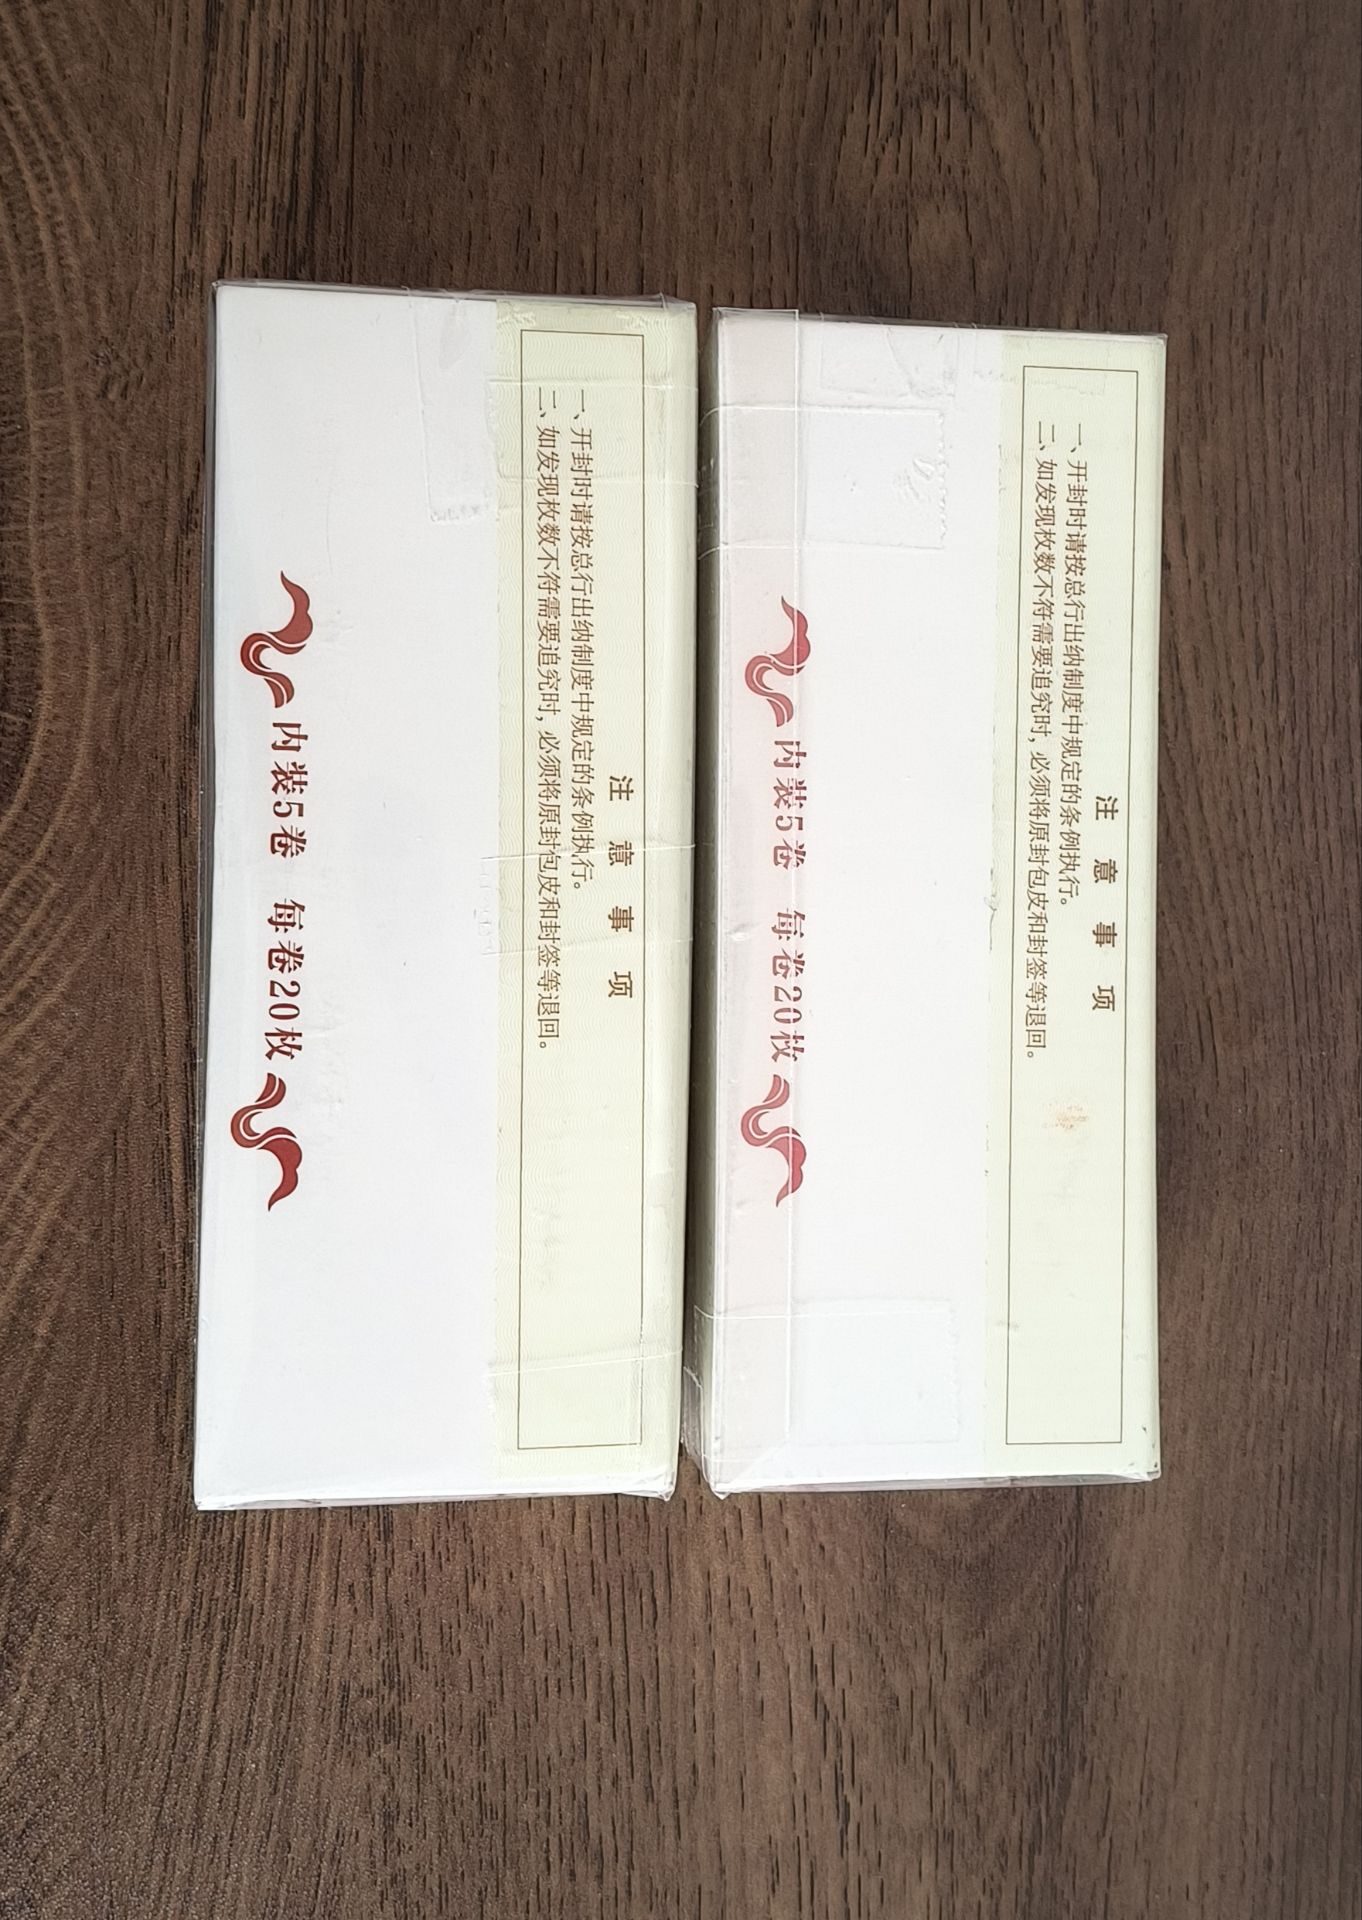 注意事项
一、开封时请按总行出纳制度中规定的条例执行。
二、如发现枚数不符需要追究时，必须将原封包皮和封签等退回。
内装5卷 每卷20枚
注意事项
一、开封时请按总行出纳制度中规定的条例执行。
二、如发现枚数不符需要追究时，必须将原封包皮和封签等退回。
内装5卷 每卷20枚